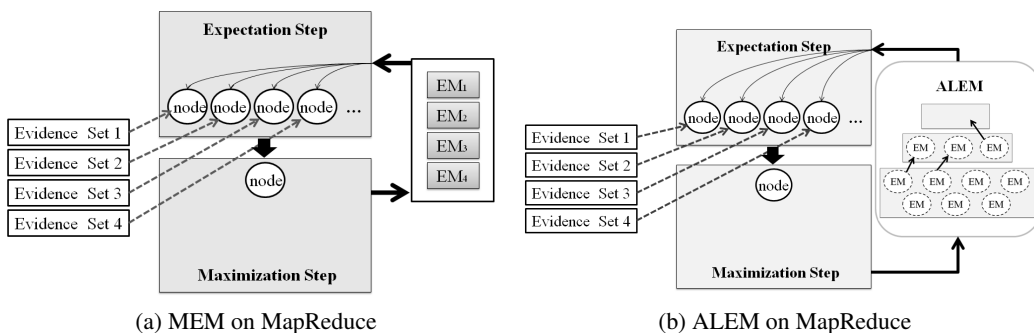 Expectation Step
node
node
node
node
...
Evidence Set 1
Evidence Set 2
Evidence Set 3
Evidence Set 4
node
Maximization Step
EM1
EM2
EM3
EM4
(a) MEM on MapReduce
Expectation Step
node
node
node
node
...
Evidence Set 1
Evidence Set 2
Evidence Set 3
Evidence Set 4
node
Maximization Step
ALEM
EM
EM
EM
EM
EM
EM
EM
EM
EM
EM
(b) ALEM on MapReduce